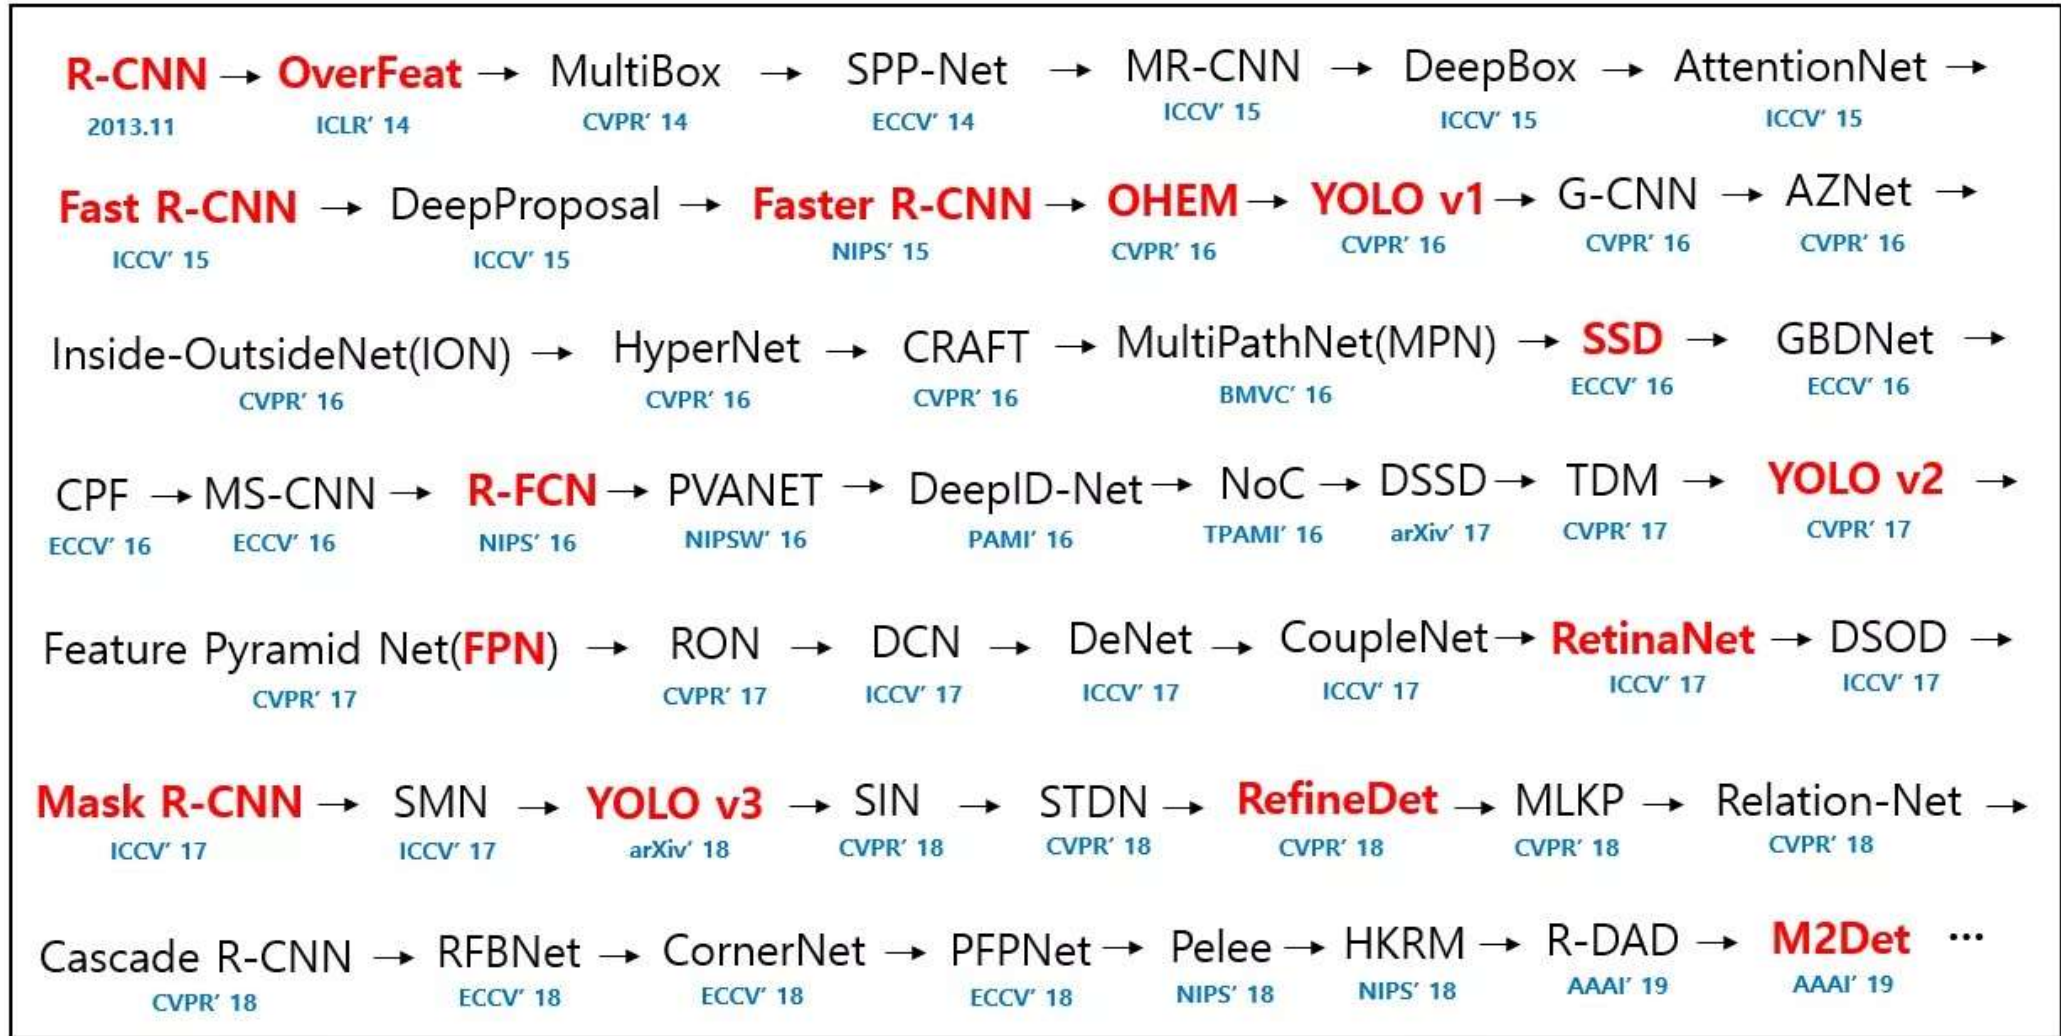 R-CNN → OverFeat → MultiBox → SPP-Net → MR-CNN → DeepBox → AttentionNet →
2013.11 ICLR' 14 CVPR' 14 ECCV' 14 ICCV' 15 ICCV' 15 ICCV' 15
Fast R-CNN → DeepProposal → Faster R-CNN → OHEM → YOLO v1 → G-CNN → AZNet →
ICCV' 15 ICCV' 15 NIPS' 15 CVPR' 16 CVPR' 16 CVPR' 16 CVPR' 16
Inside-OutsideNet(ION) → HyperNet → CRAFT → MultiPathNet(MPN) → SSD → GBDNet →
CVPR' 16 CVPR' 16 CVPR' 16 BMVC' 16 ECCV' 16 ECCV' 16
CPF → MS-CNN → R-FCN → PVANET → DeepID-Net → NoC → DSSD → TDM → YOLO v2 →
ECCV' 16 ECCV' 16 NIPS' 16 NIPSW' 16 PAMI' 16 TPAMI' 16 arXiv' 17 CVPR' 17 CVPR' 17
Feature Pyramid Net(FPN) → RON → DCN → DeNet → CoupleNet → RetinaNet → DSOD →
CVPR' 17 CVPR' 17 ICCV' 17 ICCV' 17 ICCV' 17 ICCV' 17 ICCV' 17
Mask R-CNN → SMN → YOLO v3 → SIN → STDN → RefineDet → MLKP → Relation-Net →
ICCV' 17 ICCV' 17 arXiv' 18 CVPR' 18 CVPR' 18 CVPR' 18 CVPR' 18 CVPR' 18
Cascade R-CNN → RFBNet → CornerNet → PFPNet → Pelee → HKRM → R-DAD → M2Det ···
CVPR' 18 ECCV' 18 ECCV' 18 ECCV' 18 NIPS' 18 NIPS' 18 AAAI' 19 AAAI' 19